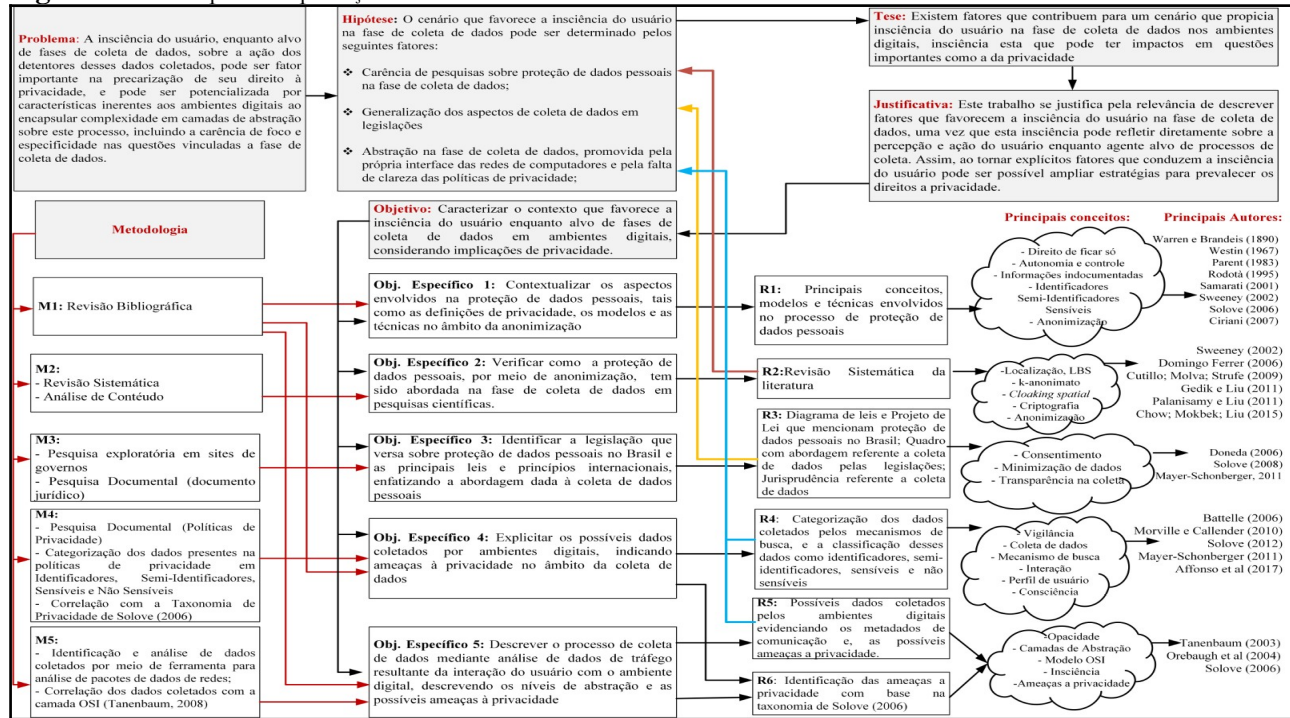 Problema: A insciência do usuário, enquanto alvo
de fases de coleta de dados, sobre a ação dos
detentores desses dados coletados, pode ser fator
importante na precarização de seu direito à
privacidade, e pode ser potencializada por
características inerentes aos ambientes digitais ao
encapsular complexidade em camadas de abstração
sobre este processo, incluindo a carência de foco e
especificidade nas questões vinculadas a fase de
coleta de dados.
Hipótese: O cenário que favorece a insciência do usuário
na fase de coleta de dados pode ser determinado pelos
seguintes fatores:
❖ Carência de pesquisas sobre proteção de dados pessoais
na fase de coleta de dados;
❖ Generalização dos aspectos de coleta de dados em
legislações
❖ Abstração na fase de coleta de dados, promovida pela
própria interface das redes de computadores e pela falta
de clareza das políticas de privacidade;
Tese: Existem fatores que contribuem para um cenário que propicia
insciência do usuário na fase de coleta de dados nos ambientes
digitais, insciência esta que pode ter impactos em questões
importantes como a da privacidade
Justificativa: Este trabalho se justifica pela relevância de descrever
fatores que favorecem a insciência do usuário na fase de coleta de
dados, uma vez que esta insciência pode refletir diretamente sobre a
percepção e ação do usuário enquanto agente alvo de processos de
coleta. Assim, ao tornar explícitos fatores que conduzem a insciência
do usuário pode ser possível ampliar estratégias para prevalecer os
direitos a privacidade.
Metodologia
Objetivo: Caracterizar o contexto que favorece a
insciência do usuário enquanto alvo de fases de
coleta de dados em ambientes digitais,
considerando implicações de privacidade.
Principais conceitos:
Principais Autores:
M1: Revisão Bibliográfica
Obj. Específico 1: Contextualizar os aspectos
envolvidos na proteção de dados pessoais, tais
como as definições de privacidade, os modelos e as
técnicas no âmbito da anonimização
R1: Principais conceitos,
modelos e técnicas envolvidos
no processo de proteção de
dados pessoais
- Direito de ficar só
- Autonomia e controle
- Informações indocumentadas
- Identificadores
Semi-Identificadores
Sensíveis
- Anonimização
Warren e Brandeis (1890)
Westin (1967)
Parent (1983)
Rodotà (1995)
Samarati (2001)
Sweeney (2002)
Solove (2006)
Ciriani (2007)
M2:
- Revisão Sistemática
- Análise de Contéudo
Obj. Específico 2: Verificar como a proteção de
dados pessoais, por meio de anonimização, tem
sido abordada na fase de coleta de dados em
pesquisas científicas.
R2:Revisão Sistemática da
literatura
-Localização, LBS
- k-anonimato
- Cloaking spatial
- Criptografia
- Anonimização
Sweeney (2002)
Domingo Ferrer (2006)
Cutillo; Molva; Strufe (2009)
Gedik e Liu (2011)
Palanisamy e Liu (2011)
Chow; Mokbek; Liu (2015)
M3:
- Pesquisa exploratória em sites de
governos
- Pesquisa Documental (documento
jurídico)
Obj. Específico 3: Identificar a legislação que
versa sobre proteção de dados pessoais no Brasil e
as principais leis e princípios internacionais,
enfatizando a abordagem dada à coleta de dados
pessoais
R3: Diagrama de leis e Projeto de
Lei que mencionam proteção de
dados pessoais no Brasil; Quadro
com abordagem referente a coleta
de dados pelas legislações;
Jurisprudência referente a coleta
de dados
- Consentimento
- Minimização de dados
- Transparência na coleta
Doneda (2006)
Solove (2008)
Mayer-Schonberger, 2011
M4:
- Pesquisa Documental (Políticas de
Privacidade)
- Categorização dos dados presentes na
políticas de privacidade em
Identificadores, Semi-Identificadores,
Sensíveis e Não Sensíveis
- Correlação com a Taxonomia de
Privacidade de Solove (2006)
Obj. Específico 4: Explicitar os possíveis dados
coletados por ambientes digitais, indicando
ameaças à privacidade no âmbito da coleta de
dados
R4: Categorização dos dados
coletados pelos mecanismos de
busca, e a classificação desses
dados como identificadores, semi-
identificadores, sensíveis e não
sensíveis
- Vigilância
- Coleta de dados
- Mecanismo de busca
- Interação
- Perfil de usuário
- Consciência
Battelle (2006)
Morville e Callender (2010)
Solove (2012)
Mayer-Schonberger (2011)
Affonso et al (2017)
M5:
- Identificação e análise de dados
coletados por meio de ferramenta para
análise de pacotes de dados de redes;
- Correlação dos dados coletados com a
camada OSI (Tanenbaum, 2008)
Obj. Específico 5: Descrever o processo de coleta
de dados mediante análise de dados de tráfego
resultante da interação do usuário com o ambiente
digital, descrevendo os níveis de abstração e as
possíveis ameaças à privacidade
R5: Possíveis dados coletados
pelos ambientes digitais
evidenciando os metadados de
comunicação e, as possíveis
ameaças a privacidade.
R6: Identificação das ameaças a
privacidade com base na
taxonomia de Solove (2006)
-Opacidade
- Camadas de Abstração
- Modelo OSI
- Insciência
-Ameaças a privacidade
Tanenbaum (2003)
Orebaugh et al (2004)
Solove (2006)